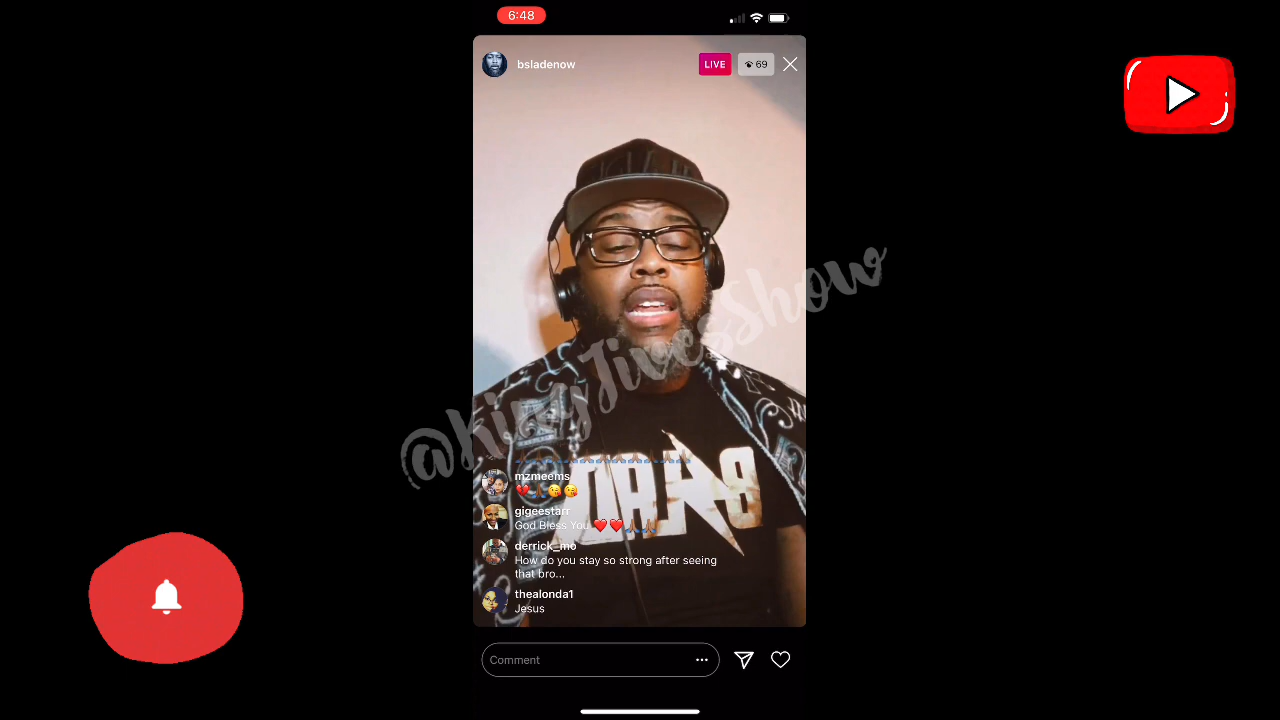 6:48
bsladenow
LIVE
69
@KingJivesShow
mzmeems
gigeestarr
God Bless You
derrick_mo
How do you stay so strong after seeing
that bro...
thealonda1
Jesus
Comment